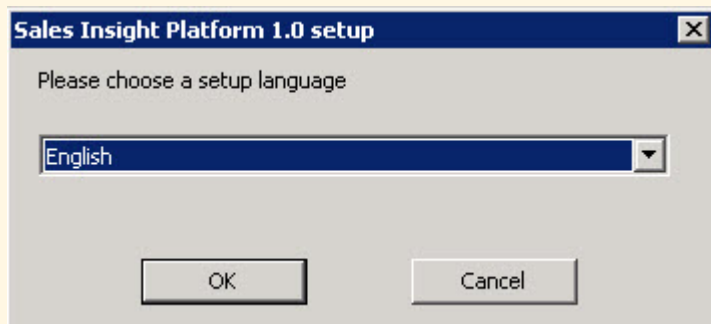 Sales Insight Platform 1.0 setup
Please choose a setup language
English
OK
Cancel